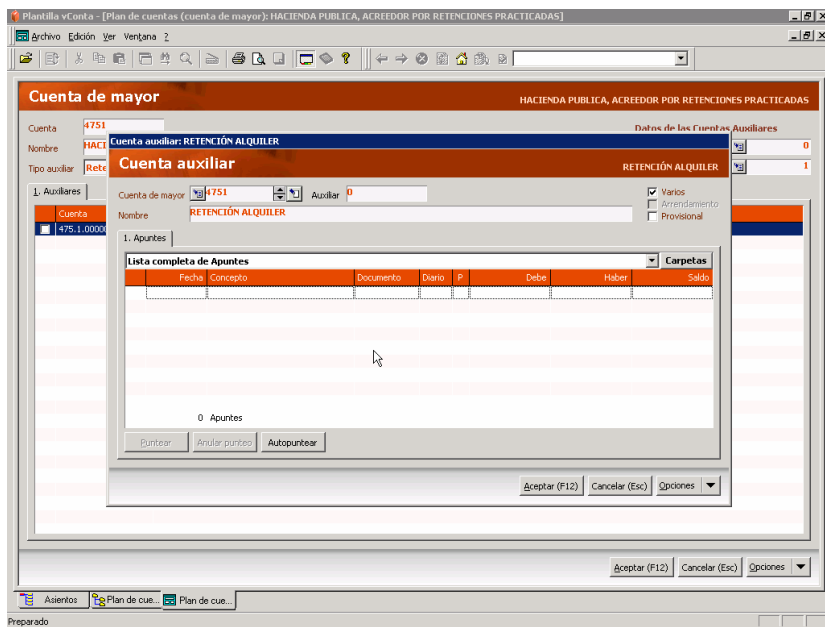 Plantilla vConta - [Plan de cuentas (cuenta de mayor): HACIENDA PUBLICA, ACREEDOR POR RETENCIONES PRACTICADAS]
Archivo Edición Ver Ventana ?
Cuenta de mayor
HACIENDA PUBLICA, ACREEDOR POR RETENCIONES PRACTICADAS
Cuenta 4751 Datos de las Cuentas Auxiliares
Nombre HACI 0
Tipo auxiliar Rete 1
1. Auxiliares
Cuenta
475.1.0000
Cuenta auxiliar: RETENCIÓN ALQUILER
Cuenta auxiliar
RETENCIÓN ALQUILER
Cuenta de mayor 4751 Auxiliar 0 Varios
Arrendamiento
Nombre RETENCIÓN ALQUILER Provisional
1. Apuntes
Lista completa de Apuntes Carpetas
Fecha Concepto Documento Diario P Debe Haber Saldo
0 Apuntes
Puntear Anular punteo Autopuntear
Aceptar (F12) Cancelar (Esc) Opciones
Aceptar (F12) Cancelar (Esc) Opciones
Asientos Plan de cue... Plan de cue...
Preparado